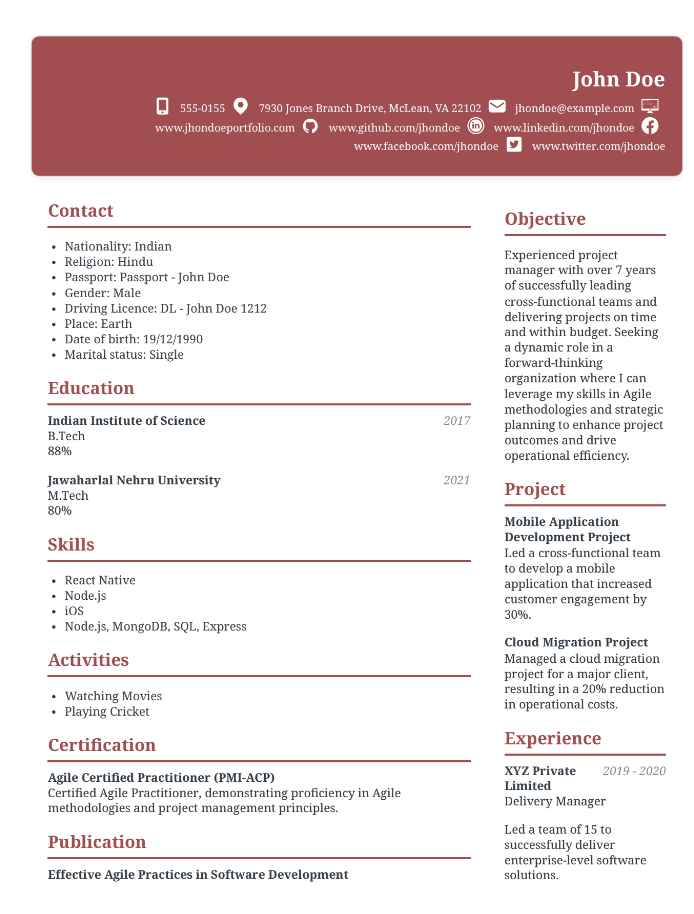 John Doe
555-0155 7930 Jones Branch Drive, McLean, VA 22102 jhondoe@example.com
www.jhondoeportfolio.com www.github.com/jhondoe www.linkedin.com/jhondoe
www.facebook.com/jhondoe www.twitter.com/jhondoe
Contact
• Nationality: Indian
• Religion: Hindu
• Passport: Passport - John Doe
• Gender: Male
• Driving Licence: DL - John Doe 1212
• Place: Earth
• Date of birth: 19/12/1990
• Marital status: Single
Education
Indian Institute of Science 2017
B.Tech
88%
Jawaharlal Nehru University 2021
M.Tech
80%
Skills
• React Native
• Node.js
• iOS
• Node.js, MongoDB, SQL, Express
Activities
• Watching Movies
• Playing Cricket
Certification
Agile Certified Practitioner (PMI-ACP)
Certified Agile Practitioner, demonstrating proficiency in Agile
methodologies and project management principles.
Publication
Effective Agile Practices in Software Development
Objective
Experienced project
manager with over 7 years
of successfully leading
cross-functional teams and
delivering projects on time
and within budget. Seeking
a dynamic role in a
forward-thinking
organization where I can
leverage my skills in Agile
methodologies and strategic
planning to enhance project
outcomes and drive
operational efficiency.
Project
Mobile Application
Development Project
Led a cross-functional team
to develop a mobile
application that increased
customer engagement by
30%.
Cloud Migration Project
Managed a cloud migration
project for a major client,
resulting in a 20% reduction
in operational costs.
Experience
XYZ Private 2019 - 2020
Limited
Delivery Manager
Led a team of 15 to
successfully deliver
enterprise-level software
solutions.